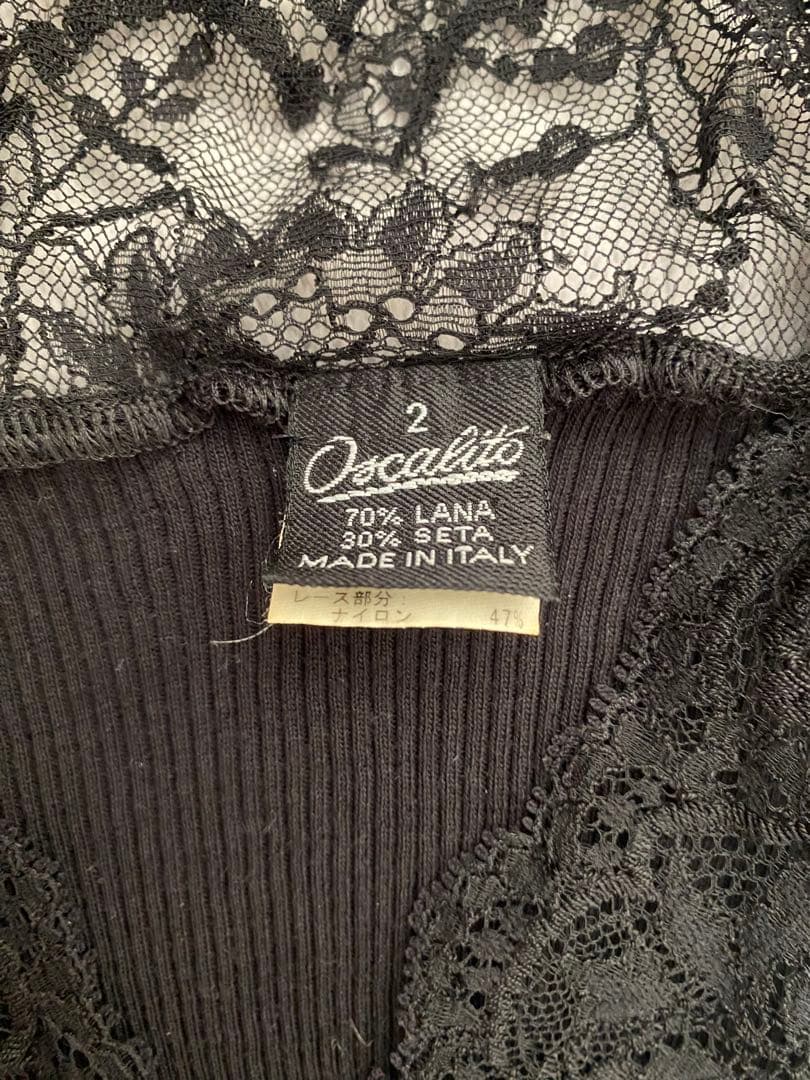 2
Oscalito
70% LANA
30% SETA
MADE IN ITALY
レース部分:
ナイロン 47%